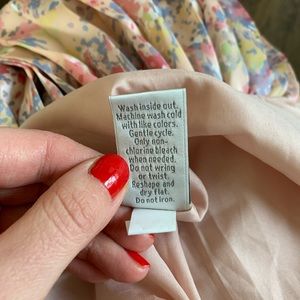 Wash inside out.
Machine wash cold
with like colors.
Gentle cycle.
Only non-
chlorine bleach
when needed.
Do not wring
or twist.
Reshape and
dry flat.
Do not iron.